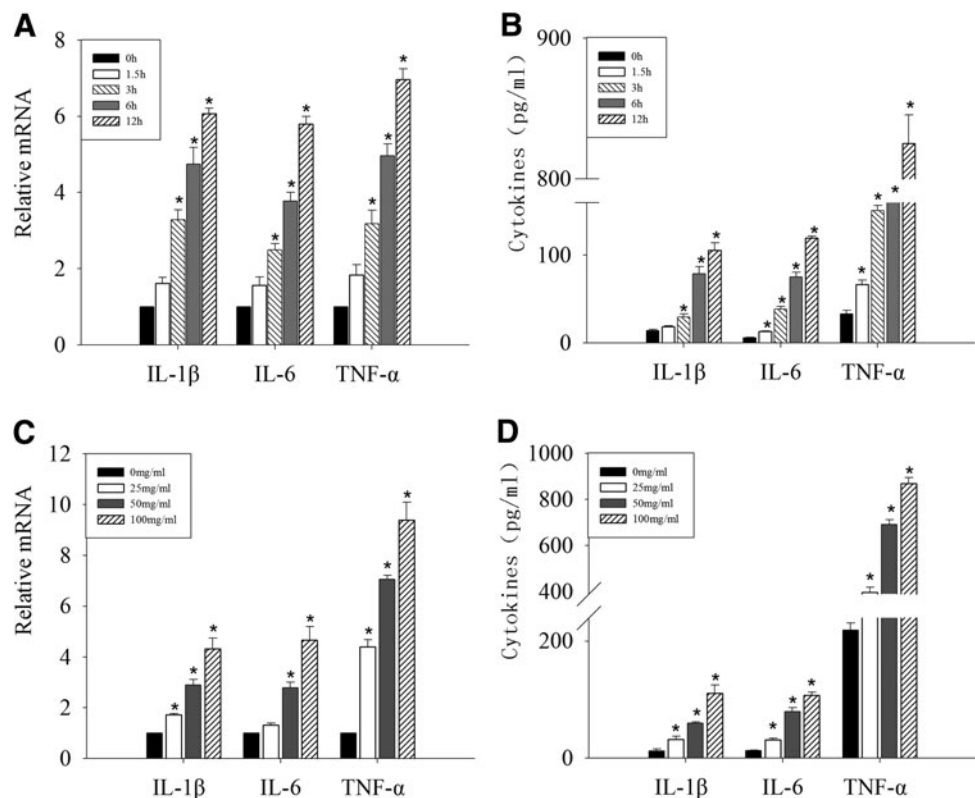 A
Relative mRNA
8
6
4
2
0
0h
1.5h
3h
6h
12h
* * * * * * * * *
IL-1β IL-6 TNF-α
B
Cytokines (pg/ml)
900
800
100
0
0h
1.5h
3h
6h
12h
* * * * * * * * * * *
IL-1β IL-6 TNF-α
C
Relative mRNA
12
10
8
6
4
2
0
0mg/ml
25mg/ml
50mg/ml
100mg/ml
* * * * * * * *
IL-1β IL-6 TNF-α
D
Cytokines (pg/ml)
1000
800
600
400
200
0
0mg/ml
25mg/ml
50mg/ml
100mg/ml
* * * * * * * * *
IL-1β IL-6 TNF-α